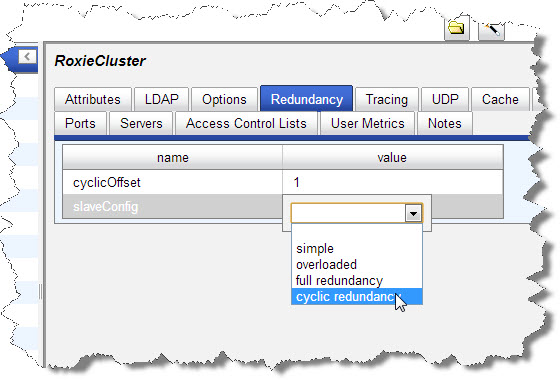 RoxieCluster
Attributes LDAP Options Redundancy Tracing UDP Cache
Ports Servers Access Control Lists User Metrics Notes
name value
cyclicOffset 1
slaveConfig
simple
overloaded
full redundancy
cyclic redundancy